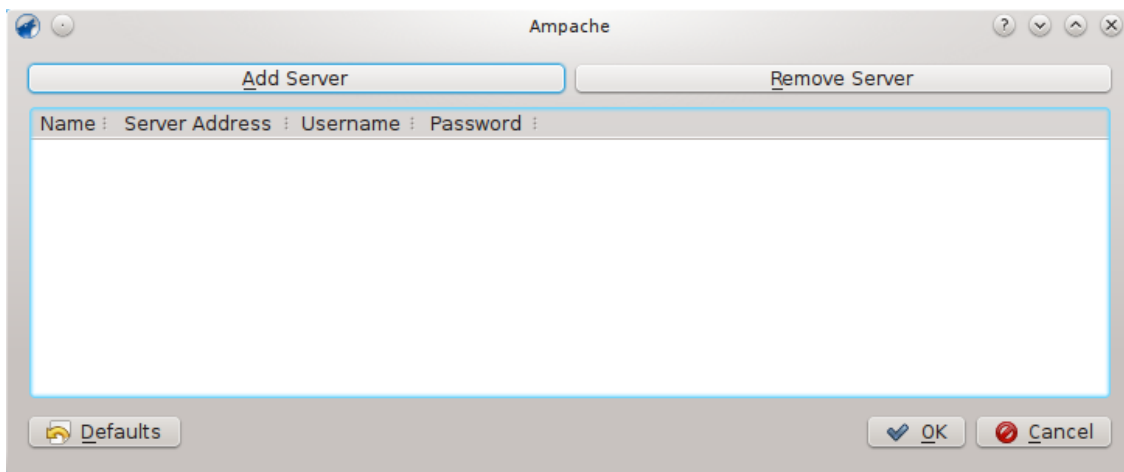 Ampache
Add Server Remove Server
Name Server Address Username Password
Defaults OK Cancel